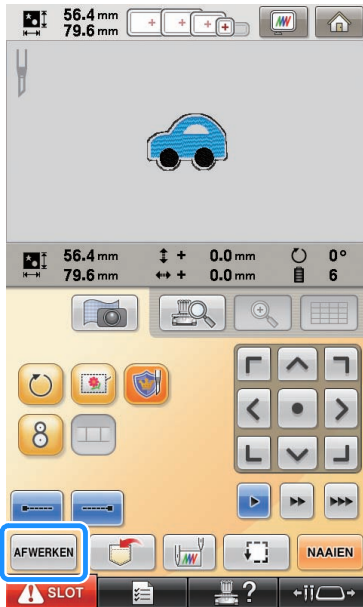 56.4 mm
79.6 mm
56.4 mm + 0.0 mm 0°
79.6 mm + 0.0 mm 6
8
AFWERKEN NAAIEN
SLOT ?